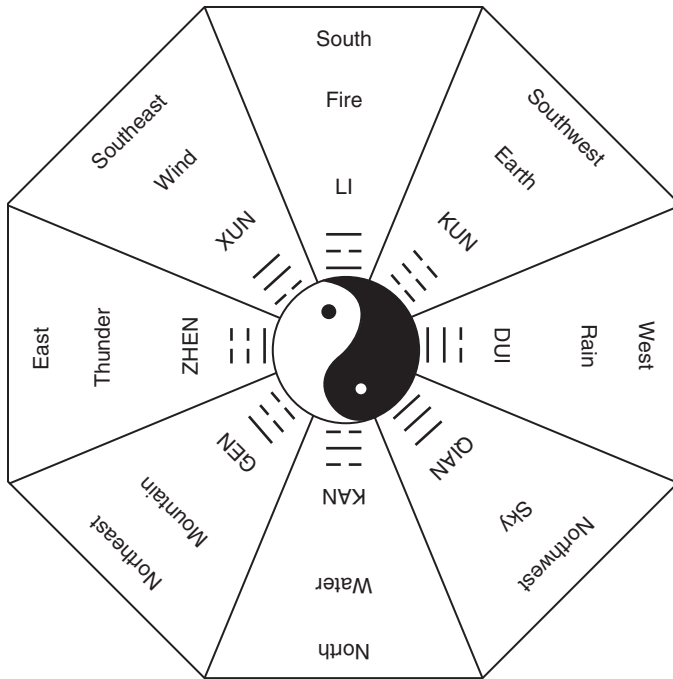 South
Fire
LI
Southwest
Earth
KUN
West
Rain
DUI
Northwest
Sky
QIAN
North
Water
KAN
Northeast
Mountain
GEN
East
Thunder
ZHEN
Southeast
Wind
XUN